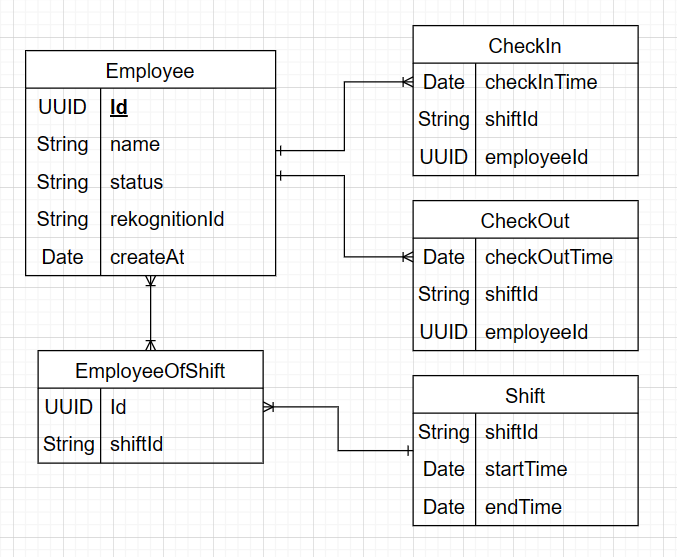 Employee
UUID Id
String name
String status
String rekognitionId
Date createAt
CheckIn
Date checkInTime
String shiftId
UUID employeeId
CheckOut
Date checkOutTime
String shiftId
UUID employeeId
EmployeeOfShift
UUID Id
String shiftId
Shift
String shiftId
Date startTime
Date endTime